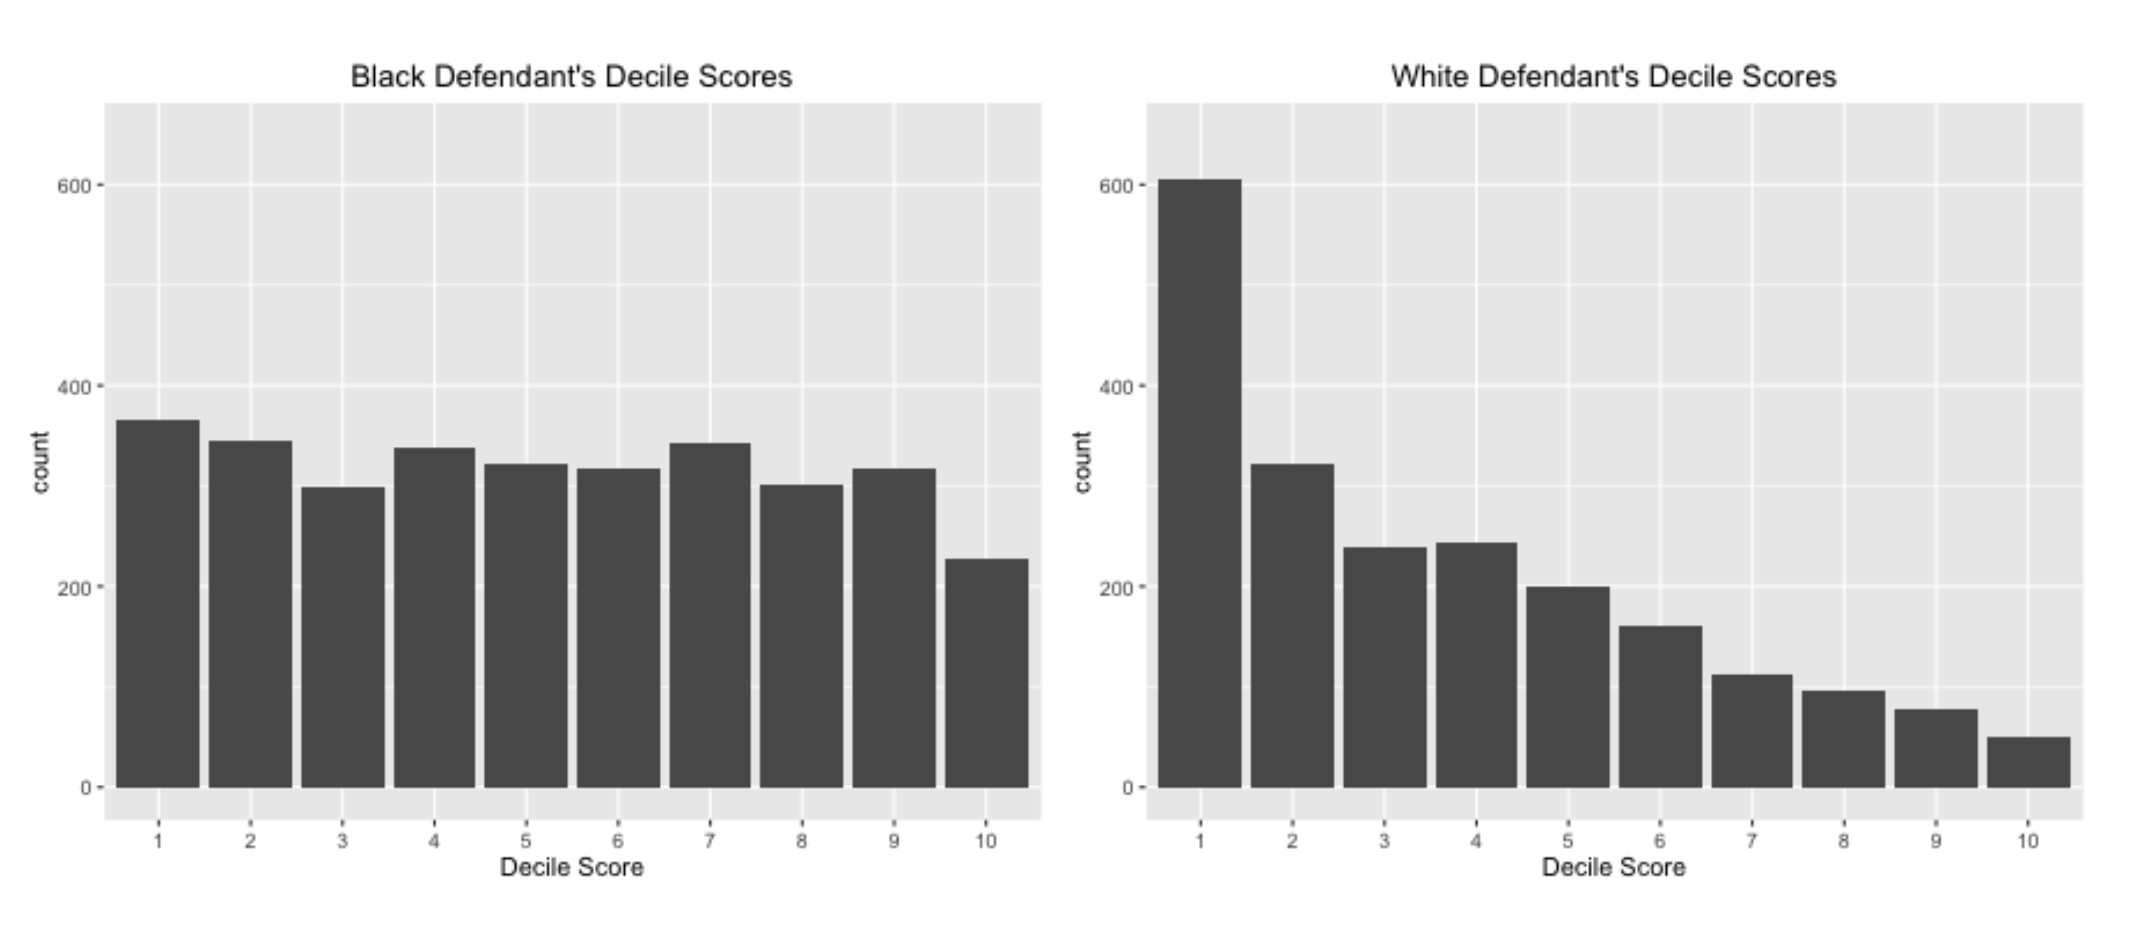 Black Defendant's Decile Scores
600
400
200
0
count
1 2 3 4 5 6 7 8 9 10
Decile Score
White Defendant's Decile Scores
600
400
200
0
count
1 2 3 4 5 6 7 8 9 10
Decile Score